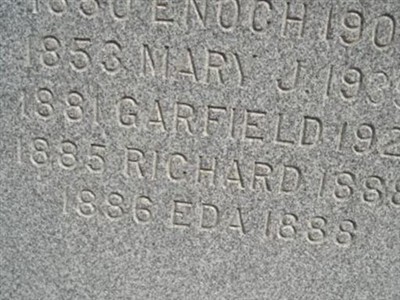 ENOCH
1853 MARY J.
1881 GARFIELD
1885 RICHARD 1888
1886 EDA 1888